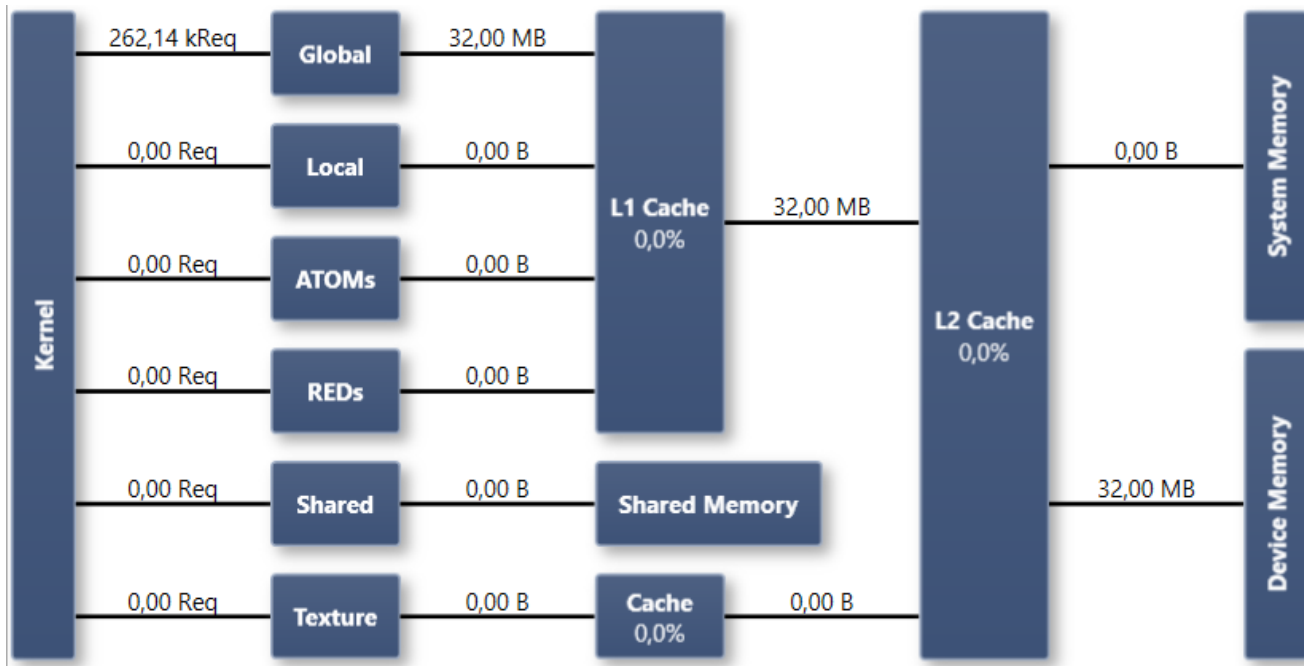 262,14 kReq
Global
32,00 MB
0,00 Req
Local
0,00 B
0,00 Req
ATOMs
0,00 B
0,00 Req
REDs
0,00 B
0,00 Req
Shared
0,00 B
0,00 Req
Texture
0,00 B
Kernel
L1 Cache
0,0%
32,00 MB
Shared Memory
Cache
0,0%
0,00 B
L2 Cache
0,0%
0,00 B
System Memory
32,00 MB
Device Memory